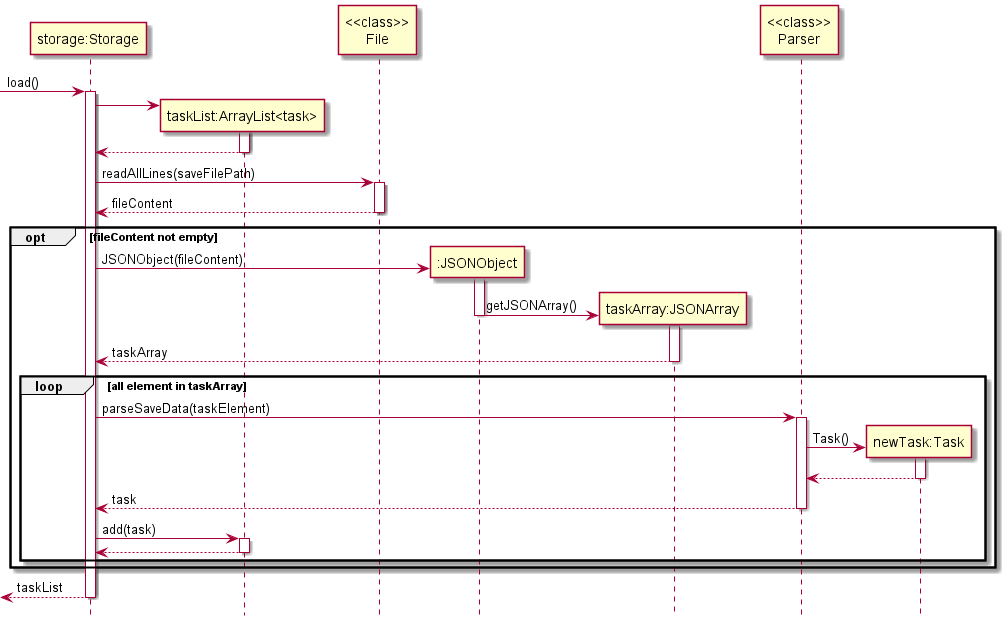 <<class>>
File
<<class>>
Parser
storage:Storage
load()
taskList:ArrayList<task>
readAllLines(saveFilePath)
fileContent
opt
[fileContent not empty]
JSONObject(fileContent)
:JSONObject
getJSONArray()
taskArray:JSONArray
taskArray
loop
[all element in taskArray]
parseSaveData(taskElement)
Task()
newTask:Task
task
add(task)
taskList